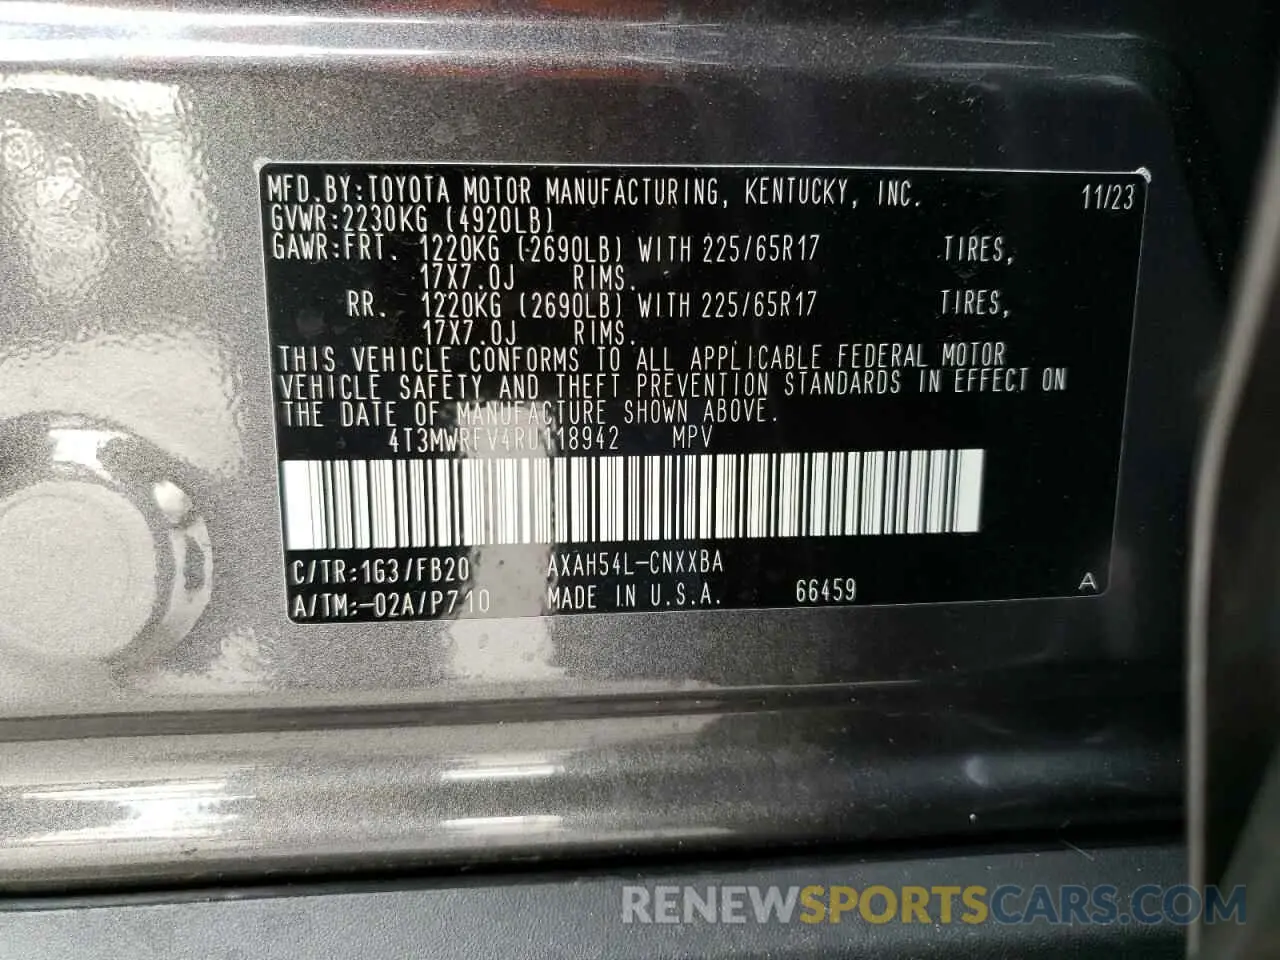 MFD.BY:TOYOTA MOTOR MANUFACTURING, KENTUCKY, INC. 11/23
GVWR:2230KG (4920LB)
GAWR:FRT. 1220KG (2690LB) WITH 225/65R17 TIRES,
17X7.0J RIMS.
RR. 1220KG (2690LB) WITH 225/65R17 TIRES,
17X7.0J RIMS.
THIS VEHICLE CONFORMS TO ALL APPLICABLE FEDERAL MOTOR
VEHICLE SAFETY AND THEFT PREVENTION STANDARDS IN EFFECT ON
THE DATE OF MANUFACTURE SHOWN ABOVE.
4T3MWRFV4RU118942 MPV
C/TR:1G3/FB20 AXAH54L-CNXXBA
A/TM:-02A/P710 MADE IN U.S.A. 66459 A
RENEWSPORTSCARS.COM